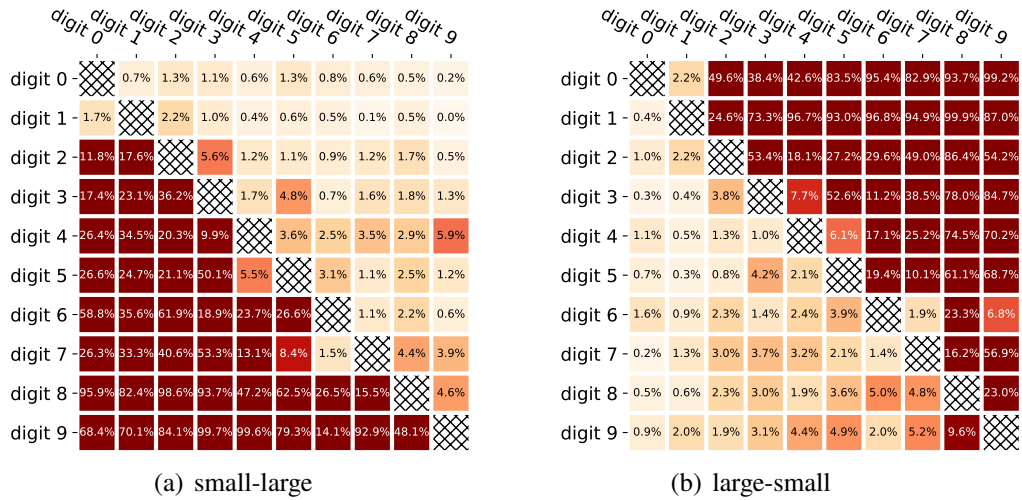 digit 0 digit 1 digit 2 digit 3 digit 4 digit 5 digit 6 digit 7 digit 8 digit 9
digit 0 0.7% 1.3% 1.1% 0.6% 1.3% 0.8% 0.6% 0.5% 0.2%
digit 1 1.7% 2.2% 1.0% 0.4% 0.6% 0.5% 0.1% 0.5% 0.0%
digit 2 11.8% 17.6% 5.6% 1.2% 1.1% 0.9% 1.2% 1.7% 0.5%
digit 3 17.4% 23.1% 36.2% 1.7% 4.8% 0.7% 1.6% 1.8% 1.3%
digit 4 26.4% 34.5% 20.3% 9.9% 3.6% 2.5% 3.5% 2.9% 5.9%
digit 5 26.6% 24.7% 21.1% 50.1% 5.5% 3.1% 1.1% 2.5% 1.2%
digit 6 58.8% 35.6% 61.9% 18.9% 23.7% 26.6% 1.1% 2.2% 0.6%
digit 7 26.3% 33.3% 40.6% 53.3% 13.1% 8.4% 1.5% 4.4% 3.9%
digit 8 95.9% 82.4% 98.6% 93.7% 47.2% 62.5% 26.5% 15.5% 4.6%
digit 9 68.4% 70.1% 84.1% 99.7% 99.6% 79.3% 14.1% 92.9% 48.1%
(a) small-large
digit 0 digit 1 digit 2 digit 3 digit 4 digit 5 digit 6 digit 7 digit 8 digit 9
digit 0 2.2% 49.6% 38.4% 42.6% 83.5% 95.4% 82.9% 93.7% 99.2%
digit 1 0.4% 24.6% 73.3% 96.7% 93.0% 96.8% 94.9% 99.9% 87.0%
digit 2 1.0% 2.2% 53.4% 18.1% 27.2% 29.6% 49.0% 86.4% 54.2%
digit 3 0.3% 0.4% 3.8% 7.7% 52.6% 11.2% 38.5% 78.0% 84.7%
digit 4 1.1% 0.5% 1.3% 1.0% 6.1% 17.1% 25.2% 74.5% 70.2%
digit 5 0.7% 0.3% 0.8% 4.2% 2.1% 19.4% 10.1% 61.1% 68.7%
digit 6 1.6% 0.9% 2.3% 1.4% 2.4% 3.9% 1.9% 23.3% 6.8%
digit 7 0.2% 1.3% 3.0% 3.7% 3.2% 2.1% 1.4% 16.2% 56.9%
digit 8 0.5% 0.6% 2.3% 3.0% 1.9% 3.6% 5.0% 4.8% 23.0%
digit 9 0.9% 2.0% 1.9% 3.1% 4.4% 4.9% 2.0% 5.2% 9.6%
(b) large-small